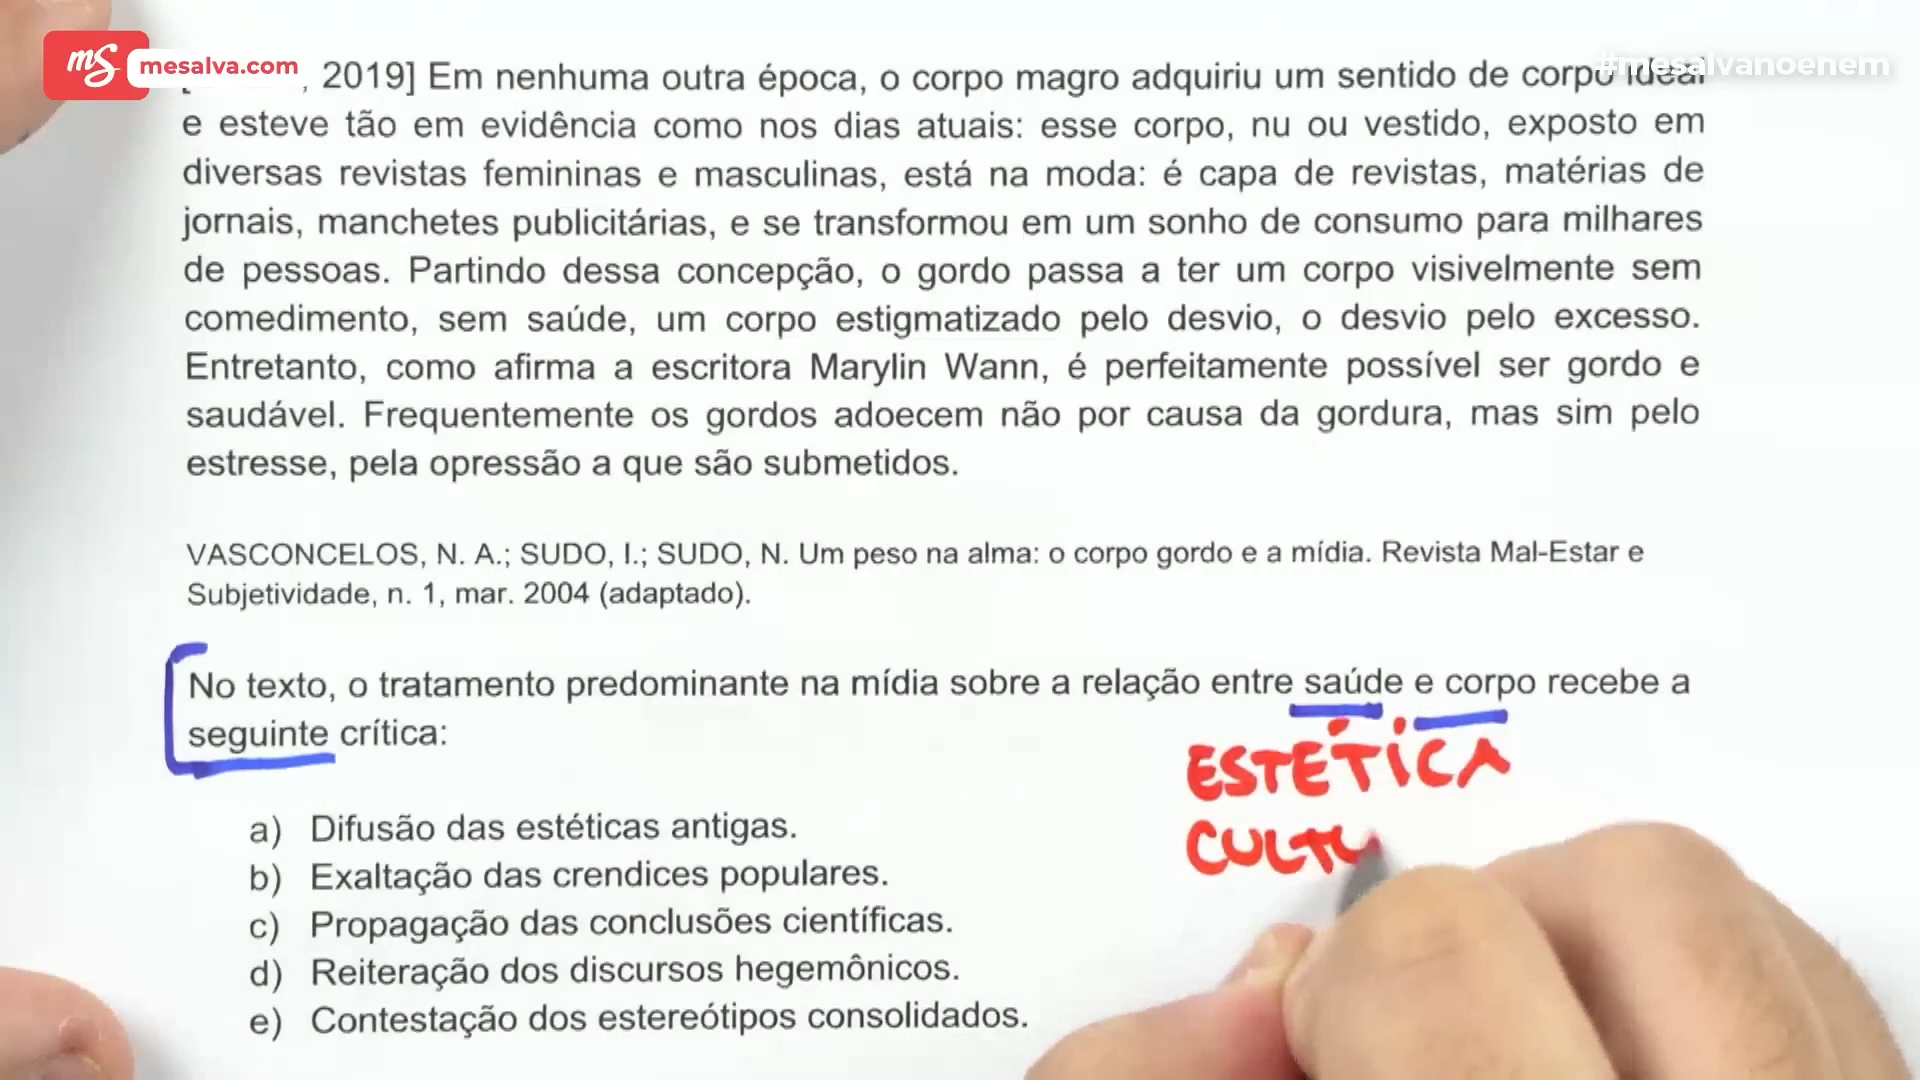 mS mesalva.com
#mesalvanoenem
, 2019] Em nenhuma outra época, o corpo magro adquiriu um sentido de corpo ideal
e esteve tão em evidência como nos dias atuais: esse corpo, nu ou vestido, exposto em
diversas revistas femininas e masculinas, está na moda: é capa de revistas, matérias de
jornais, manchetes publicitárias, e se transformou em um sonho de consumo para milhares
de pessoas. Partindo dessa concepção, o gordo passa a ter um corpo visivelmente sem
comedimento, sem saúde, um corpo estigmatizado pelo desvio, o desvio pelo excesso.
Entretanto, como afirma a escritora Marylin Wann, é perfeitamente possível ser gordo e
saudável. Frequentemente os gordos adoecem não por causa da gordura, mas sim pelo
estresse, pela opressão a que são submetidos.
VASCONCELOS, N. A.; SUDO, I.; SUDO, N. Um peso na alma: o corpo gordo e a mídia. Revista Mal-Estar e
Subjetividade, n. 1, mar. 2004 (adaptado).
No texto, o tratamento predominante na mídia sobre a relação entre saúde e corpo recebe a
seguinte crítica:
ESTÉTICA
CULTU
a) Difusão das estéticas antigas.
b) Exaltação das crendices populares.
c) Propagação das conclusões científicas.
d) Reiteração dos discursos hegemônicos.
e) Contestação dos estereótipos consolidados.